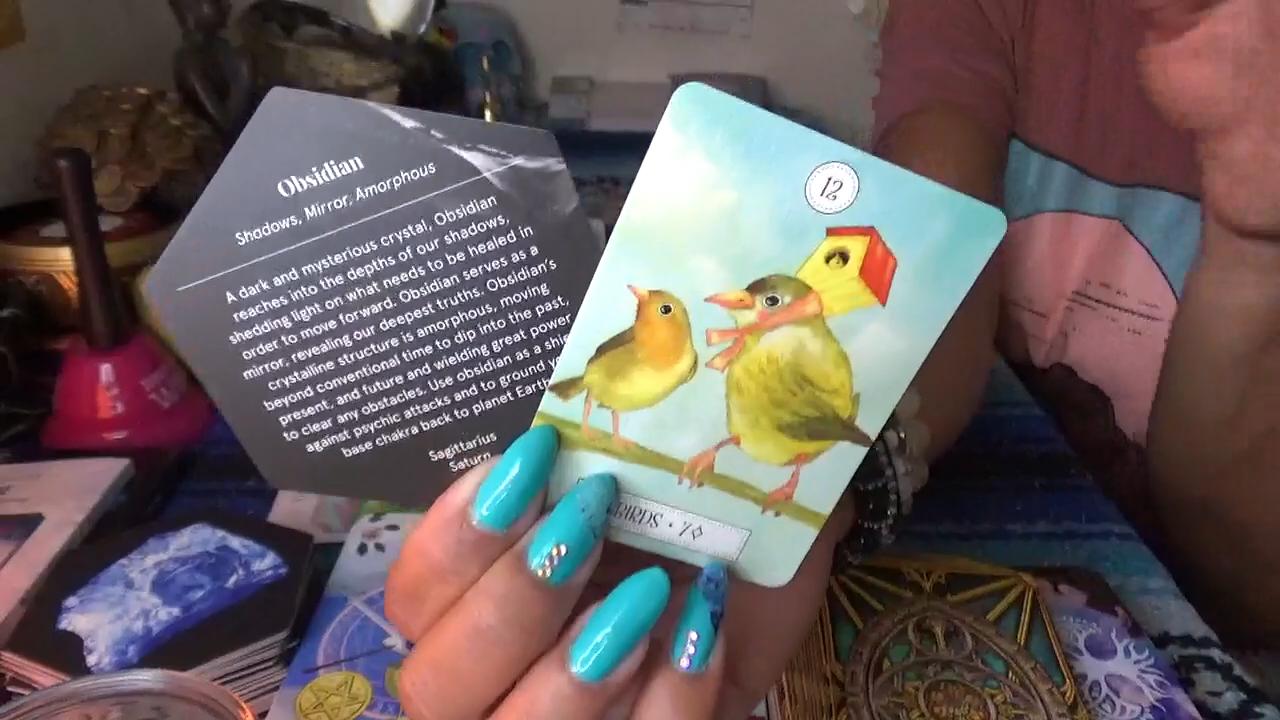 Obsidian
Shadows, Mirror, Amorphous
A dark and mysterious crystal, Obsidian
reaches into the depths of our shadows,
shedding light on what needs to be healed in
order to move forward. Obsidian serves as a
mirror, revealing our deepest truths. Obsidian's
crystalline structure is amorphous, moving
beyond conventional time to dip into the past,
present, and future and wielding great power
to clear any obstacles. Use obsidian as a
against psychic attacks and to ground
base chakra back to planet Earth
Sagittarius
Saturn
12
BIRDS • 7◇